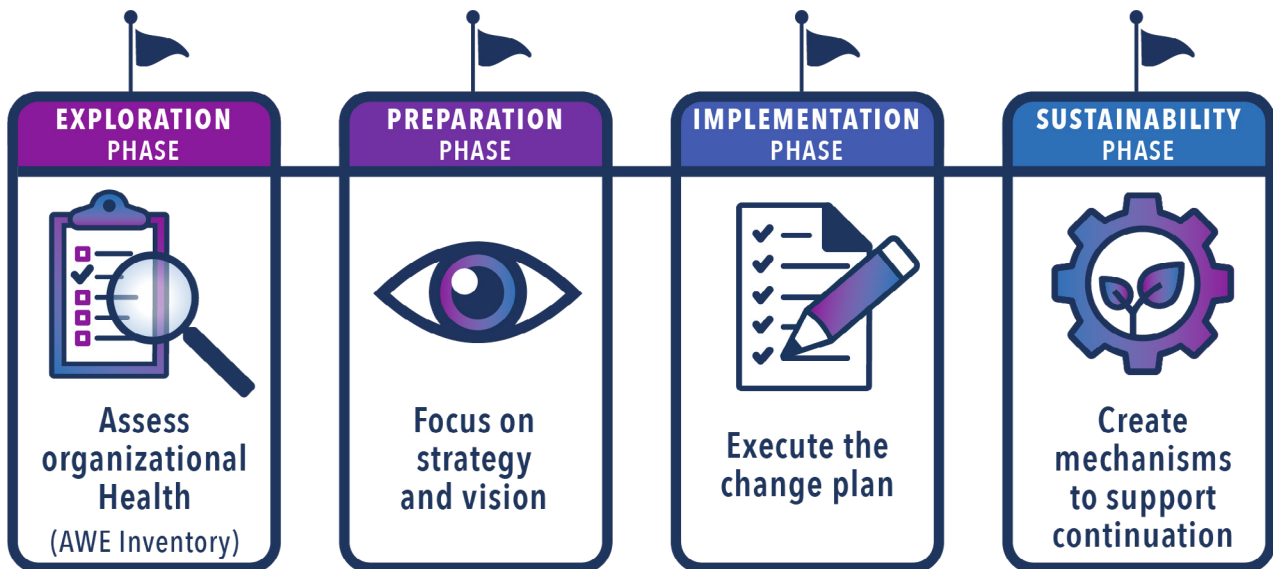 EXPLORATION
PHASE
Assess
organizational
Health
(AWE Inventory)
PREPARATION
PHASE
Focus on
strategy
and vision
IMPLEMENTATION
PHASE
Execute the
change plan
SUSTAINABILITY
PHASE
Create
mechanisms
to support
continuation